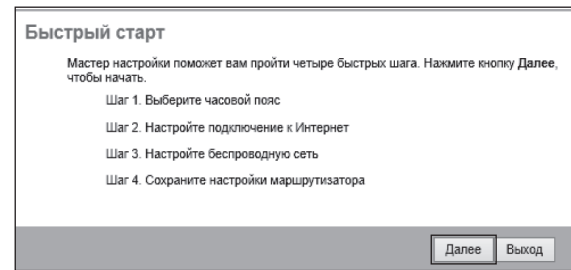 Быстрый старт
Мастер настройки поможет вам пройти четыре быстрых шага. Нажмите кнопку Далее,
чтобы начать.
Шаг 1. Выберите часовой пояс
Шаг 2. Настройте подключение к Интернет
Шаг 3. Настройте беспроводную сеть
Шаг 4. Сохраните настройки маршрутизатора
Далее Выход